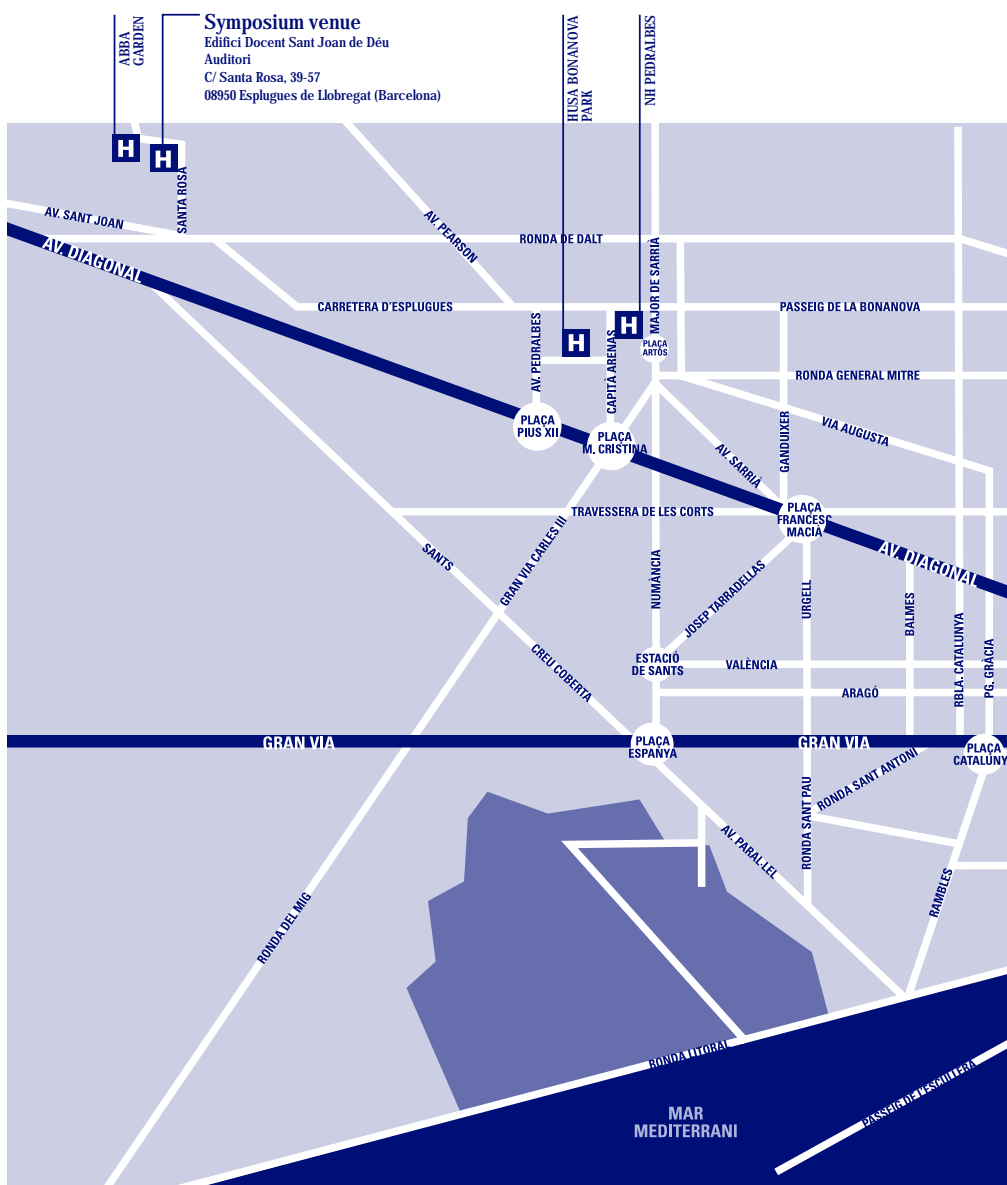 ABBA
GARDEN
Symposium venue
Edifici Docent Sant Joan de Déu
Auditori
C/ Santa Rosa, 39-57
08950 Esplugues de Llobregat (Barcelona)
HUSA BONANOVA
PARK
NH PEDRALBES
H
H
SANTA ROSA
AV. SANT JOAN
AV. DIAGONAL
AV. PEARSON
RONDA DE DALT
MAJOR DE SARRIÀ
CARRETERA D'ESPLUGUES
PASSEIG DE LA BONANOVA
H
H
AV. PEDRALBES
CAPITÀ ARENAS
PLAÇA
ARTÒS
RONDA GENERAL MITRE
VIA AUGUSTA
GANDUIXER
PLAÇA
PIUS XII
PLAÇA
M. CRISTINA
AV. SARRIÀ
TRAVESSERA DE LES CORTS
PLAÇA
FRANCESC
MACIÀ
AV. DIAGONAL
SANTS
GRAN VIA CARLES III
NUMÀNCIA
JOSEP TARRADELLAS
URGELL
BALMES
RBLA. CATALUNYA
PG. GRÀCIA
CREU COBERTA
ESTACIÓ
DE SANTS
VALÈNCIA
ARAGÓ
GRAN VIA
PLAÇA
ESPANYA
GRAN VIA
PLAÇA
CATALUNY
RONDA SANT ANTONI
RONDA SANT PAU
AV. PARAL·LEL
RAMBLES
RONDA DEL MIG
RONDA LITORAL
PASSEIG DE L'ESCULLERA
MAR
MEDITERRANI